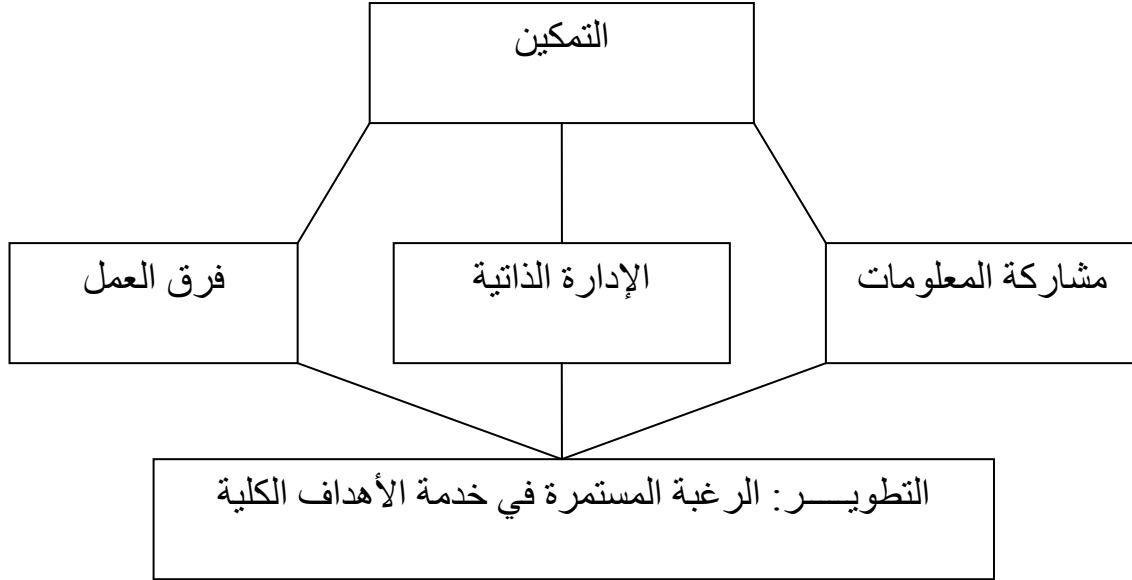 التمكين
مشاركة المعلومات
الإدارة الذاتية
فرق العمل
التطويـــــر: الرغبة المستمرة في خدمة الأهداف الكلية